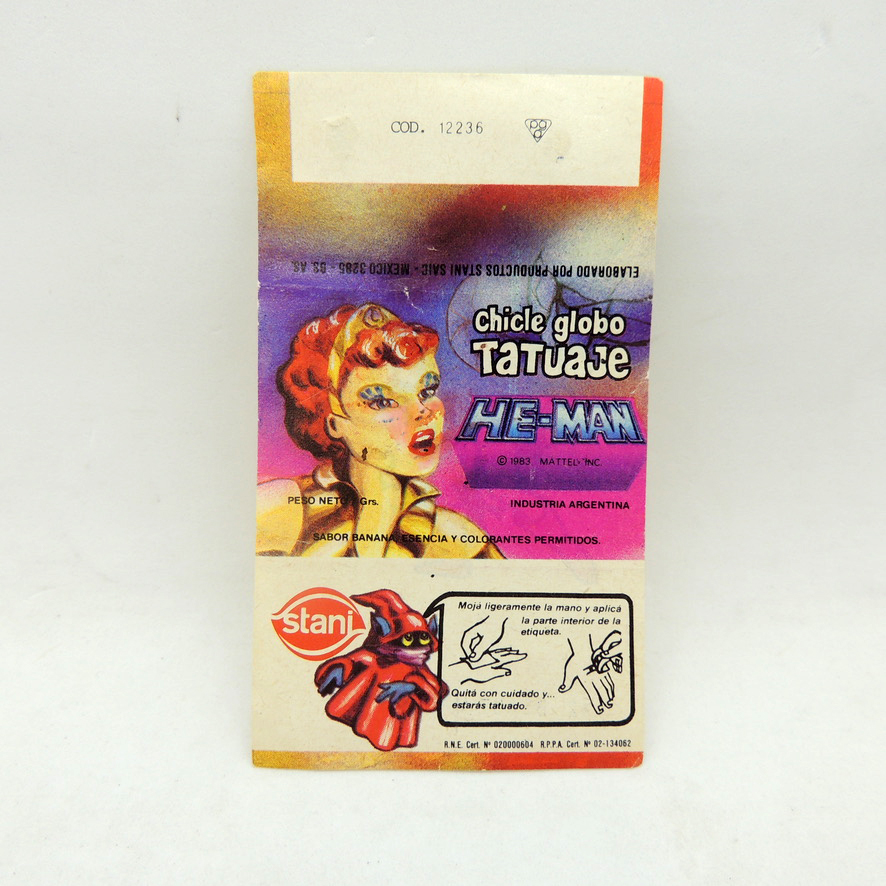 COD. 12236
ELABORADO POR PRODUCTOS STANI SAIC - MEXICO 3285 - BS. AS.
chicle globo
TATUAJE
HE-MAN
© 1983, MATTEL, INC.
PESO NETO Grs.
INDUSTRIA ARGENTINA
SABOR BANANA, ESENCIA Y COLORANTES PERMITIDOS.
stani
Mojá ligeramente la mano y aplicá
la parte interior de la
etiqueta.
Quitá con cuidado y...
estarás tatuado.
R.N.E. Cert. Nº 020000604 R.P.P.A. Cert. Nº 02-134062